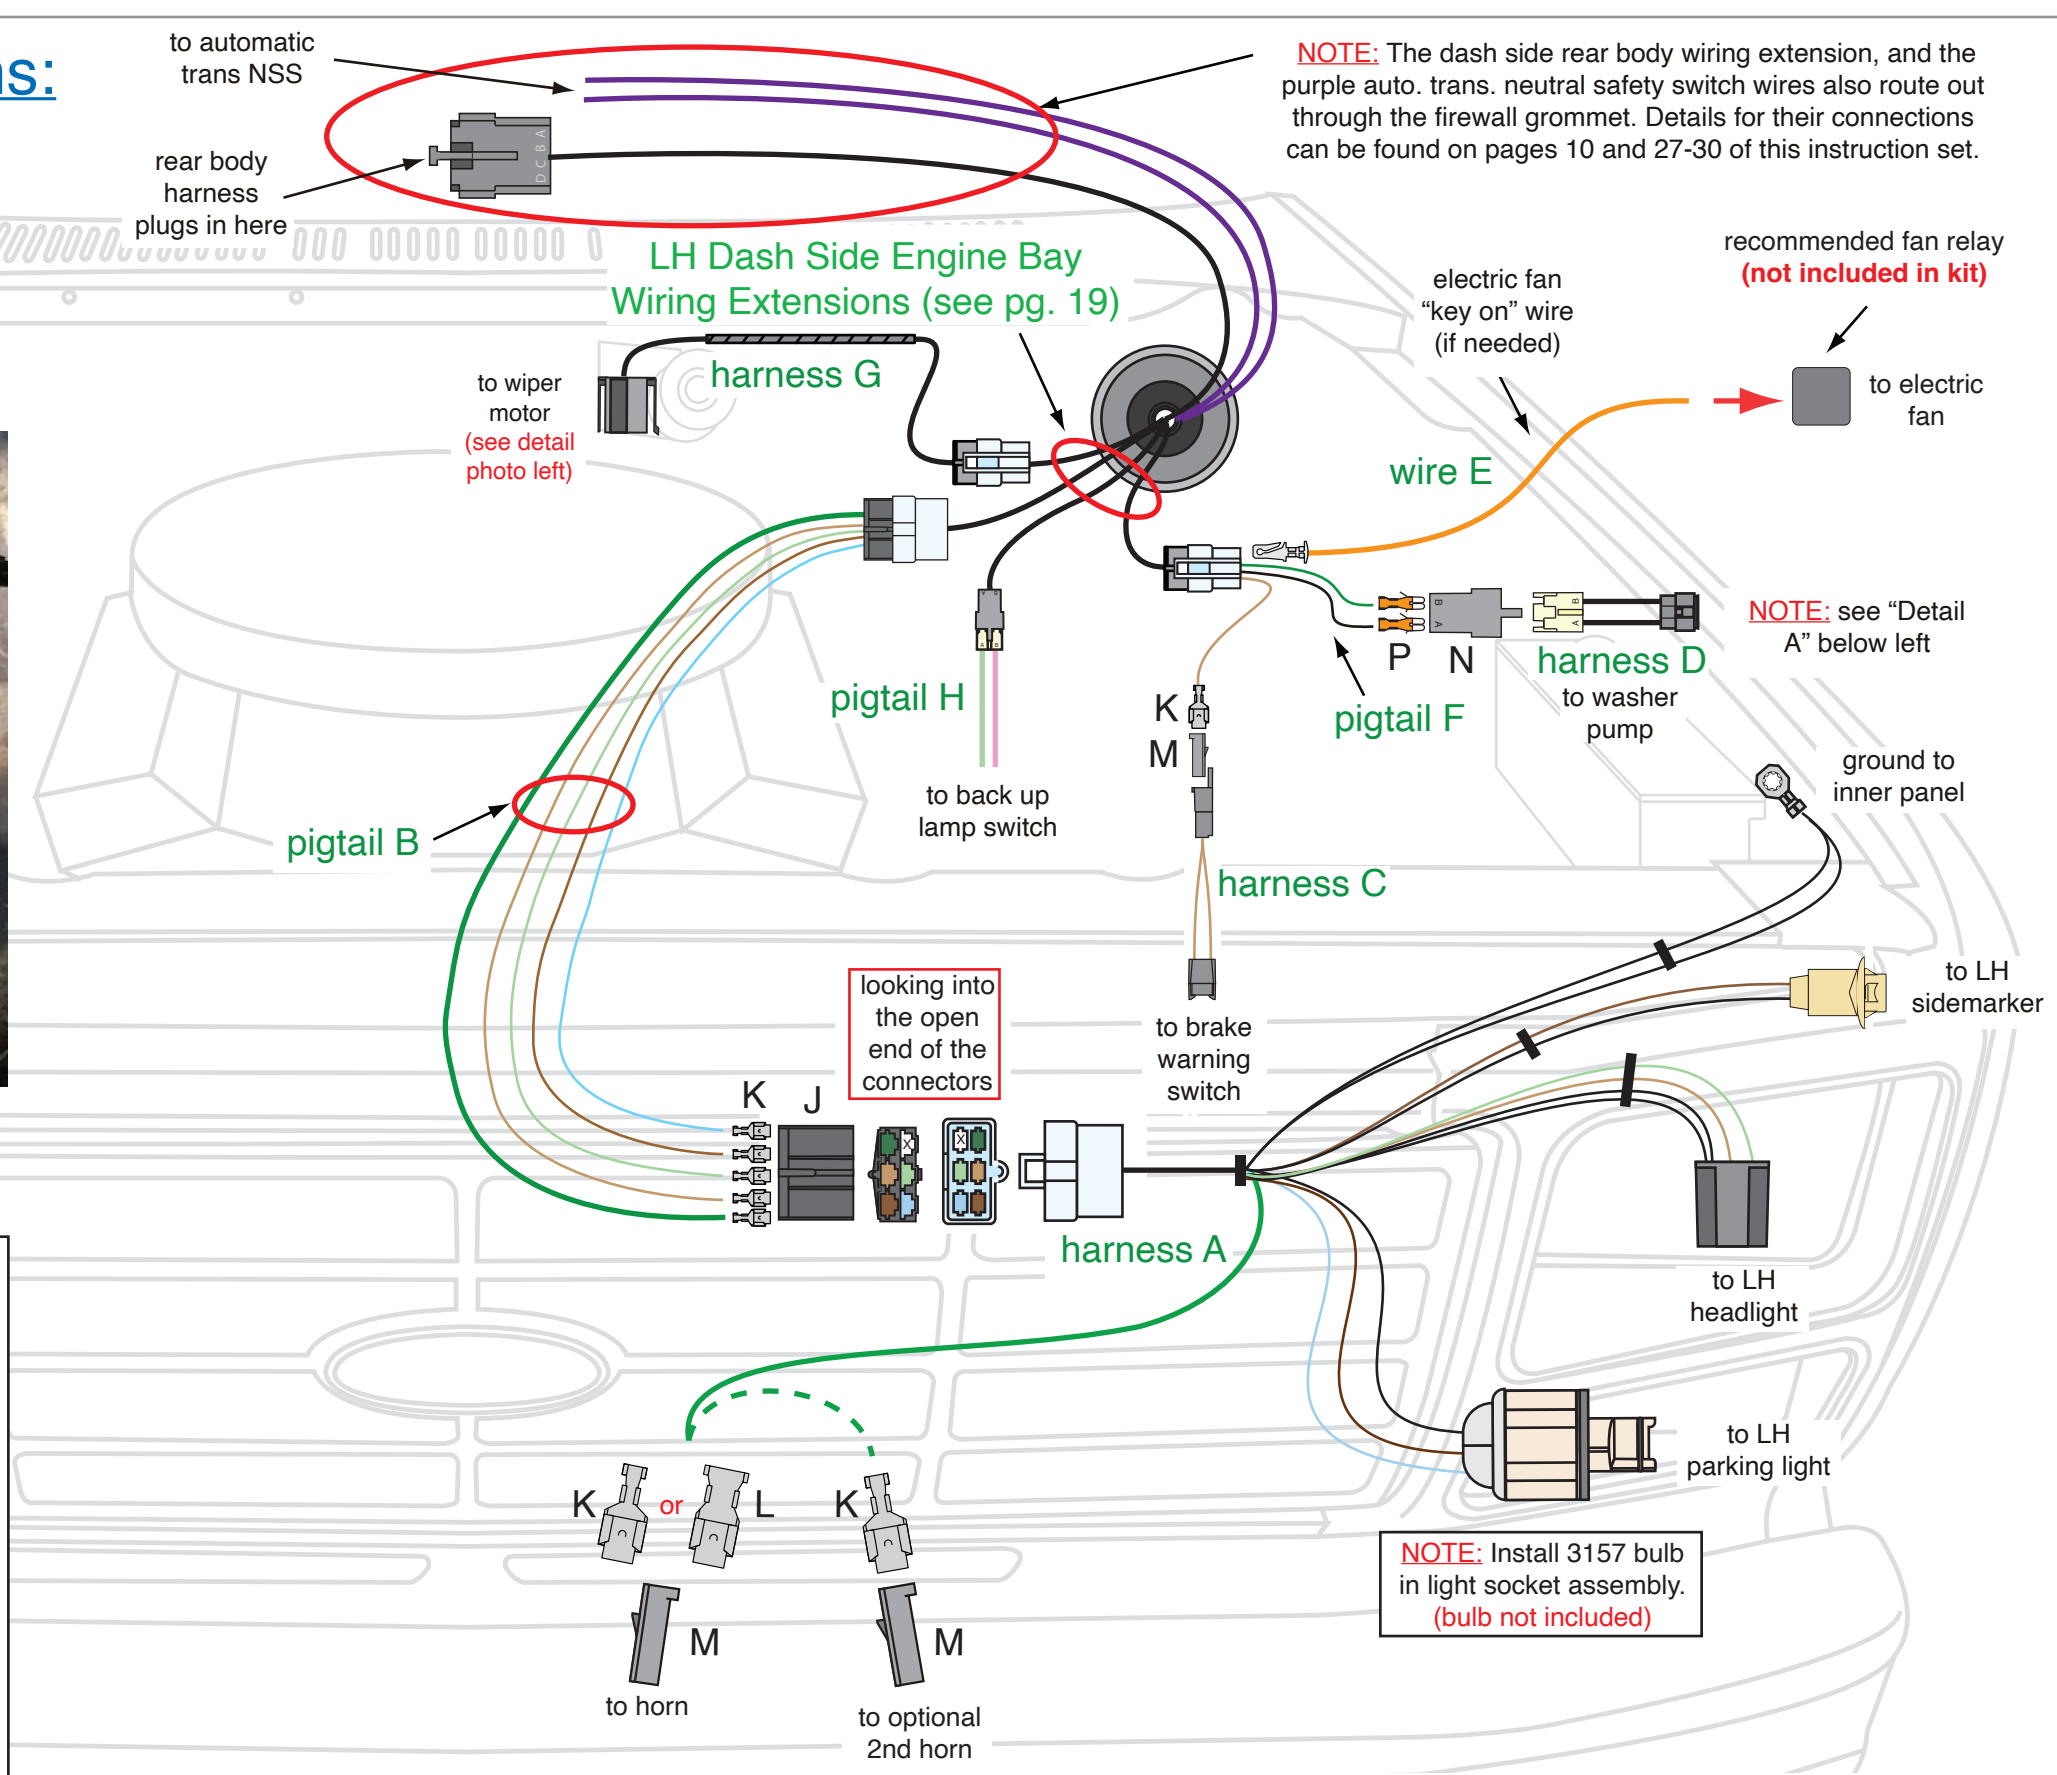 ns:
to automatic
trans NSS
NOTE: The dash side rear body wiring extension, and the
purple auto. trans. neutral safety switch wires also route out
through the firewall grommet. Details for their connections
can be found on pages 10 and 27-30 of this instruction set.
D C B A
rear body
harness
plugs in here
LH Dash Side Engine Bay
Wiring Extensions (see pg. 19)
recommended fan relay
(not included in kit)
electric fan
“key on” wire
(if needed)
to electric
fan
to wiper
motor
(see detail
photo left)
harness G
wire E
B
A
B
A
P
N
harness D
to washer
pump
NOTE: see “Detail
A” below left
pigtail H
A B
K
M
pigtail F
to back up
lamp switch
ground to
inner panel
pigtail B
harness C
looking into
the open
end of the
connectors
to brake
warning
switch
to LH
sidemarker
K
J
X
X
harness A
to LH
headlight
to LH
parking light
K
or
L
K
M
M
to horn
to optional
2nd horn
NOTE: Install 3157 bulb
in light socket assembly.
(bulb not included)